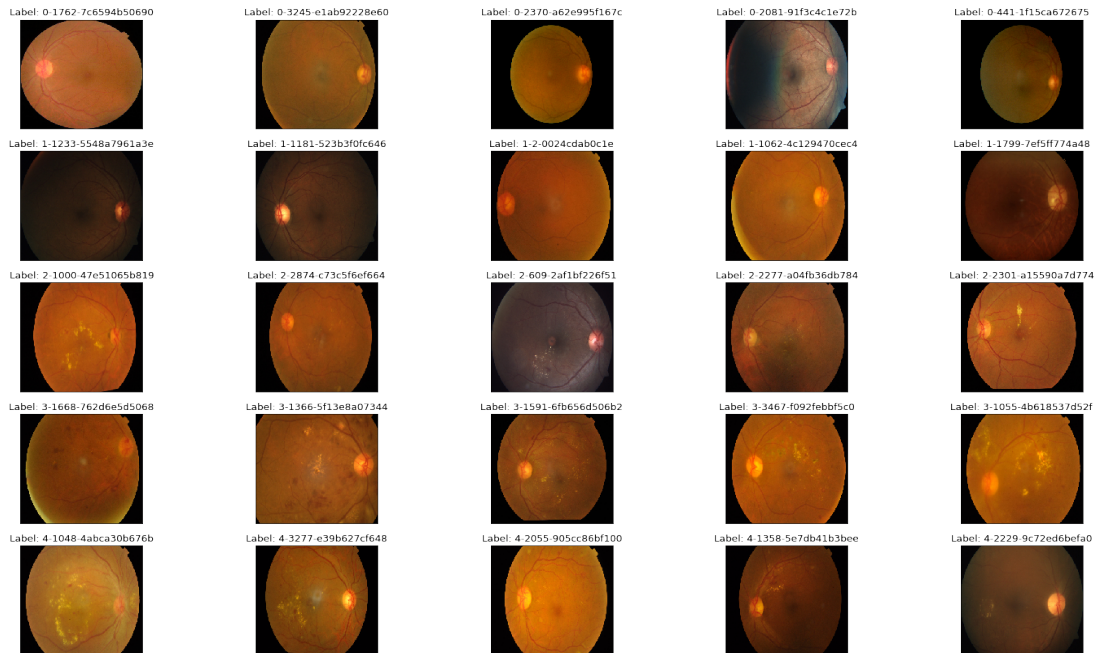 Label: 0-1762-7c6594b50690
Label: 0-3245-e1ab92228e60
Label: 0-2370-a62e995f167c
Label: 0-2081-91f3c4c1e72b
Label: 0-441-1f15ca672675
Label: 1-1233-5548a7961a3e
Label: 1-1181-523b3f0fc646
Label: 1-2-0024cdab0c1e
Label: 1-1062-4c129470cec4
Label: 1-1799-7ef5ff774a48
Label: 2-1000-47e51065b819
Label: 2-2874-c73c5f6ef664
Label: 2-609-2af1bf226f51
Label: 2-2277-a04fb36db784
Label: 2-2301-a15590a7d774
Label: 3-1668-762d6e5d5068
Label: 3-1366-5f13e8a07344
Label: 3-1591-6fb656d506b2
Label: 3-3467-f092febbf5c0
Label: 3-1055-4b618537d52f
Label: 4-1048-4abca30b676b
Label: 4-3277-e39b627cf648
Label: 4-2055-905cc86bf100
Label: 4-1358-5e7db41b3bee
Label: 4-2229-9c72ed6befa0